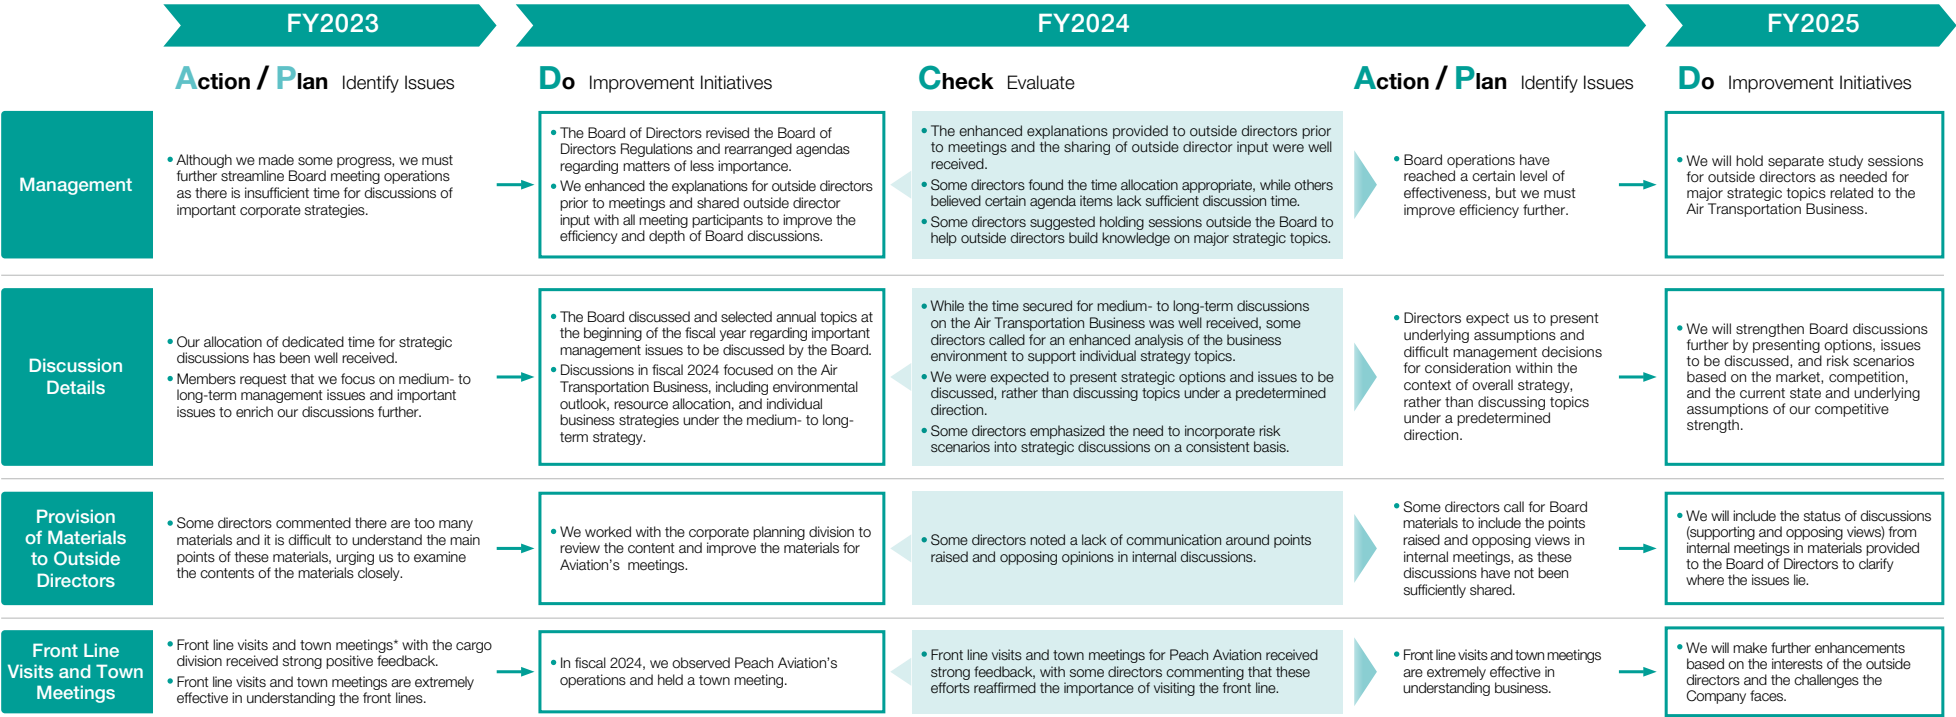 FY2023
FY2024
FY2025
Action / Plan Identify Issues
Do Improvement Initiatives
Check Evaluate
Action / Plan Identify Issues
Do Improvement Initiatives
Management
• Although we made some progress, we must
further streamline Board meeting operations
as there is insufficient time for discussions of
important corporate strategies.
• The Board of Directors revised the Board of
Directors Regulations and rearranged agendas
regarding matters of less importance.
• We enhanced the explanations for outside directors
prior to meetings and shared outside director
input with all meeting participants to improve the
efficiency and depth of Board discussions.
• The enhanced explanations provided to outside directors prior
to meetings and the sharing of outside director input were well
received.
• Some directors found the time allocation appropriate, while others
believed certain agenda items lack sufficient discussion time.
• Some directors suggested holding sessions outside the Board to
help outside directors build knowledge on major strategic topics.
• Board operations have
reached a certain level of
effectiveness, but we must
improve efficiency further.
• We will hold separate study sessions
for outside directors as needed for
major strategic topics related to the
Air Transportation Business.
Discussion
Details
• Our allocation of dedicated time for strategic
discussions has been well received.
• Members request that we focus on medium- to
long-term management issues and important
issues to enrich our discussions further.
• The Board discussed and selected annual topics at
the beginning of the fiscal year regarding important
management issues to be discussed by the Board.
• Discussions in fiscal 2024 focused on the Air
Transportation Business, including environmental
outlook, resource allocation, and individual
business strategies under the medium- to long-
term strategy.
• While the time secured for medium- to long-term discussions
on the Air Transportation Business was well received, some
directors called for an enhanced analysis of the business
environment to support individual strategy topics.
• We were expected to present strategic options and issues to be
discussed, rather than discussing topics under a predetermined
direction.
• Some directors emphasized the need to incorporate risk
scenarios into strategic discussions on a consistent basis.
• Directors expect us to present
underlying assumptions and
difficult management decisions
for consideration within the
context of overall strategy,
rather than discussing topics
under a predetermined
direction.
• We will strengthen Board discussions
further by presenting options, issues
to be discussed, and risk scenarios
based on the market, competition,
and the current state and underlying
assumptions of our competitive
strength.
Provision
of Materials
to Outside
Directors
• Some directors commented there are too many
materials and it is difficult to understand the main
points of these materials, urging us to examine
the contents of the materials closely.
• We worked with the corporate planning division to
review the content and improve the materials for
Aviation's meetings.
• Some directors noted a lack of communication around points
raised and opposing opinions in internal discussions.
• Some directors call for Board
materials to include the points
raised and opposing views in
internal meetings, as these
discussions have not been
sufficiently shared.
• We will include the status of discussions
(supporting and opposing views) from
internal meetings in materials provided
to the Board of Directors to clarify
where the issues lie.
Front Line
Visits and Town
Meetings
• Front line visits and town meetings* with the cargo
division received strong positive feedback.
• Front line visits and town meetings are extremely
effective in understanding the front lines.
• In fiscal 2024, we observed Peach Aviation's
operations and held a town meeting.
• Front line visits and town meetings for Peach Aviation received
strong feedback, with some directors commenting that these
efforts reaffirmed the importance of visiting the front line.
• Front line visits and town meetings
are extremely effective in
understanding business.
• We will make further enhancements
based on the interests of the outside
directors and the challenges the
Company faces.